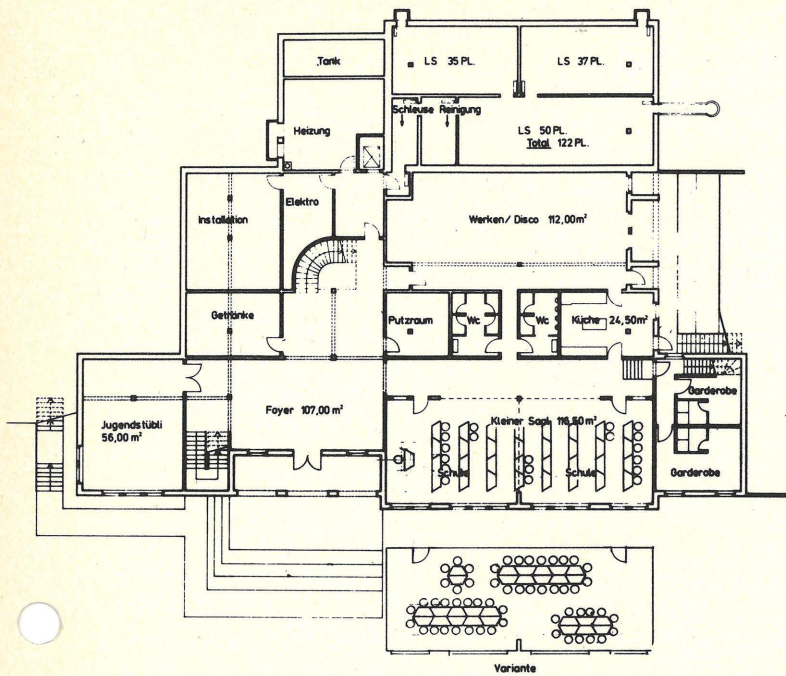 Tank
LS 35 PL.
LS 37 PL.
Schleuse Reinigung
Heizung
LS 50 PL.
Total 122 PL.
Elektro
Installation
Werken/ Disco 112,00 m²
Getränke
Putzraum
Wc
Wc
Küche 24,50 m²
Garderobe
Jugendstübli
56,00 m²
Foyer 107,00 m²
Kleiner Saal 116,50 m²
Schule
Schule
Garderobe
Variante